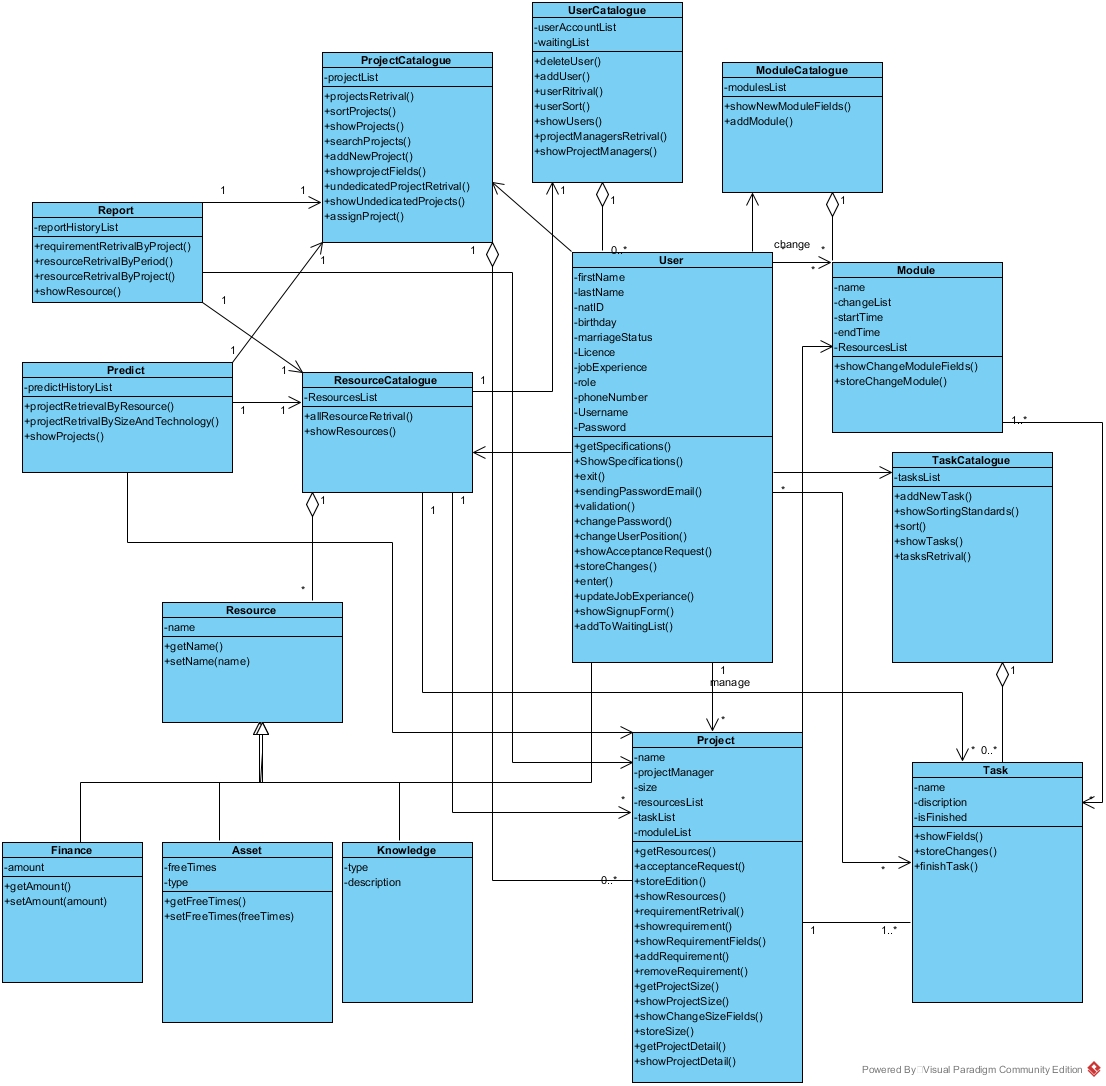 UserCatalogue
-userAccountList
-waitingList
+deleteUser()
+addUser()
+userRitrival()
+userSort()
+showUsers()
+projectManagersRetrival()
+showProjectManagers()
ProjectCatalogue
-projectList
+projectsRetrival()
+sortProjects()
+showProjects()
+searchProjects()
+addNewProject()
+showprojectFields()
+undedicatedProjectRetrival()
+showUndedicatedProjects()
+assignProject()
ModuleCatalogue
-modulesList
+showNewModuleFields()
+addModule()
1
1
1
1
1
Report
-reportHistoryList
+requirementRetrivalByProject()
+resourceRetrivalByPeriod()
+resourceRetrivalByProject()
+showResource()
1
1
0..*
change
*
*
*
User
-firstName
-lastName
-natID
-birthday
-marriageStatus
-Licence
-jobExperience
-role
-phoneNumber
-Username
-Password
+getSpecifications()
+ShowSpecifications()
+exit()
+sendingPasswordEmail()
+validation()
+changePassword()
+changeUserPosition()
+showAcceptanceRequest()
+storeChanges()
+enter()
+updateJobExperiance()
+showSignupForm()
+addToWaitingList()
Module
-name
-changeList
-startTime
-endTime
-ResourcesList
+showChangeModuleFields()
+storeChangeModule()
1
1
1
1
Predict
-predictHistoryList
+projectRetrievalByResource()
+projectRetrivalBySizeAndTechnology()
+showProjects()
1
1
ResourceCatalogue
-ResourcesList
+allResourceRetrival()
+showResources()
1..*
TaskCatalogue
-tasksList
+addNewTask()
+showSortingStandards()
+sort()
+showTasks()
+tasksRetrival()
*
1
1
1
*
Resource
-name
+getName()
+setName(name)
1
manage
*
1
*
0..*
Project
-name
-projectManager
-size
-resourcesList
-taskList
-moduleList
+getResources()
+acceptanceRequest()
+storeEdition()
+showResources()
+requirementRetrival()
+showrequirement()
+showRequirementFields()
+addRequirement()
+removeRequirement()
+getProjectSize()
+showProjectSize()
+showChangeSizeFields()
+storeSize()
+getProjectDetail()
+showProjectDetail()
Task
-name
-discription
-isFinished
+showFields()
+storeChanges()
+finishTask()
*
*
*
0..*
1
1..*
Finance
-amount
+getAmount()
+setAmount(amount)
Asset
-freeTimes
-type
+getFreeTimes()
+setFreeTimes(freeTimes)
Knowledge
-type
-description
Powered By Visual Paradigm Community Edition